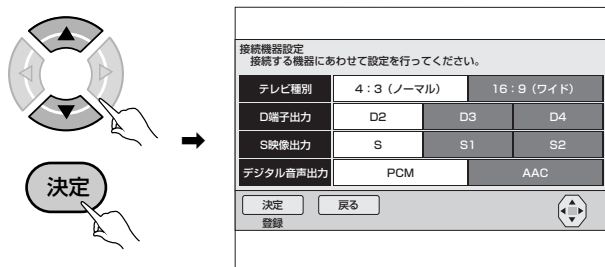 決定
接続機器設定
接続する機器にあわせて設定を行ってください。
テレビ種別 4:3(ノーマル) 16:9(ワイド)
D端子出力 D2 D3 D4
S映像出力 S S1 S2
デジタル音声出力 PCM AAC
決定 戻る
登録